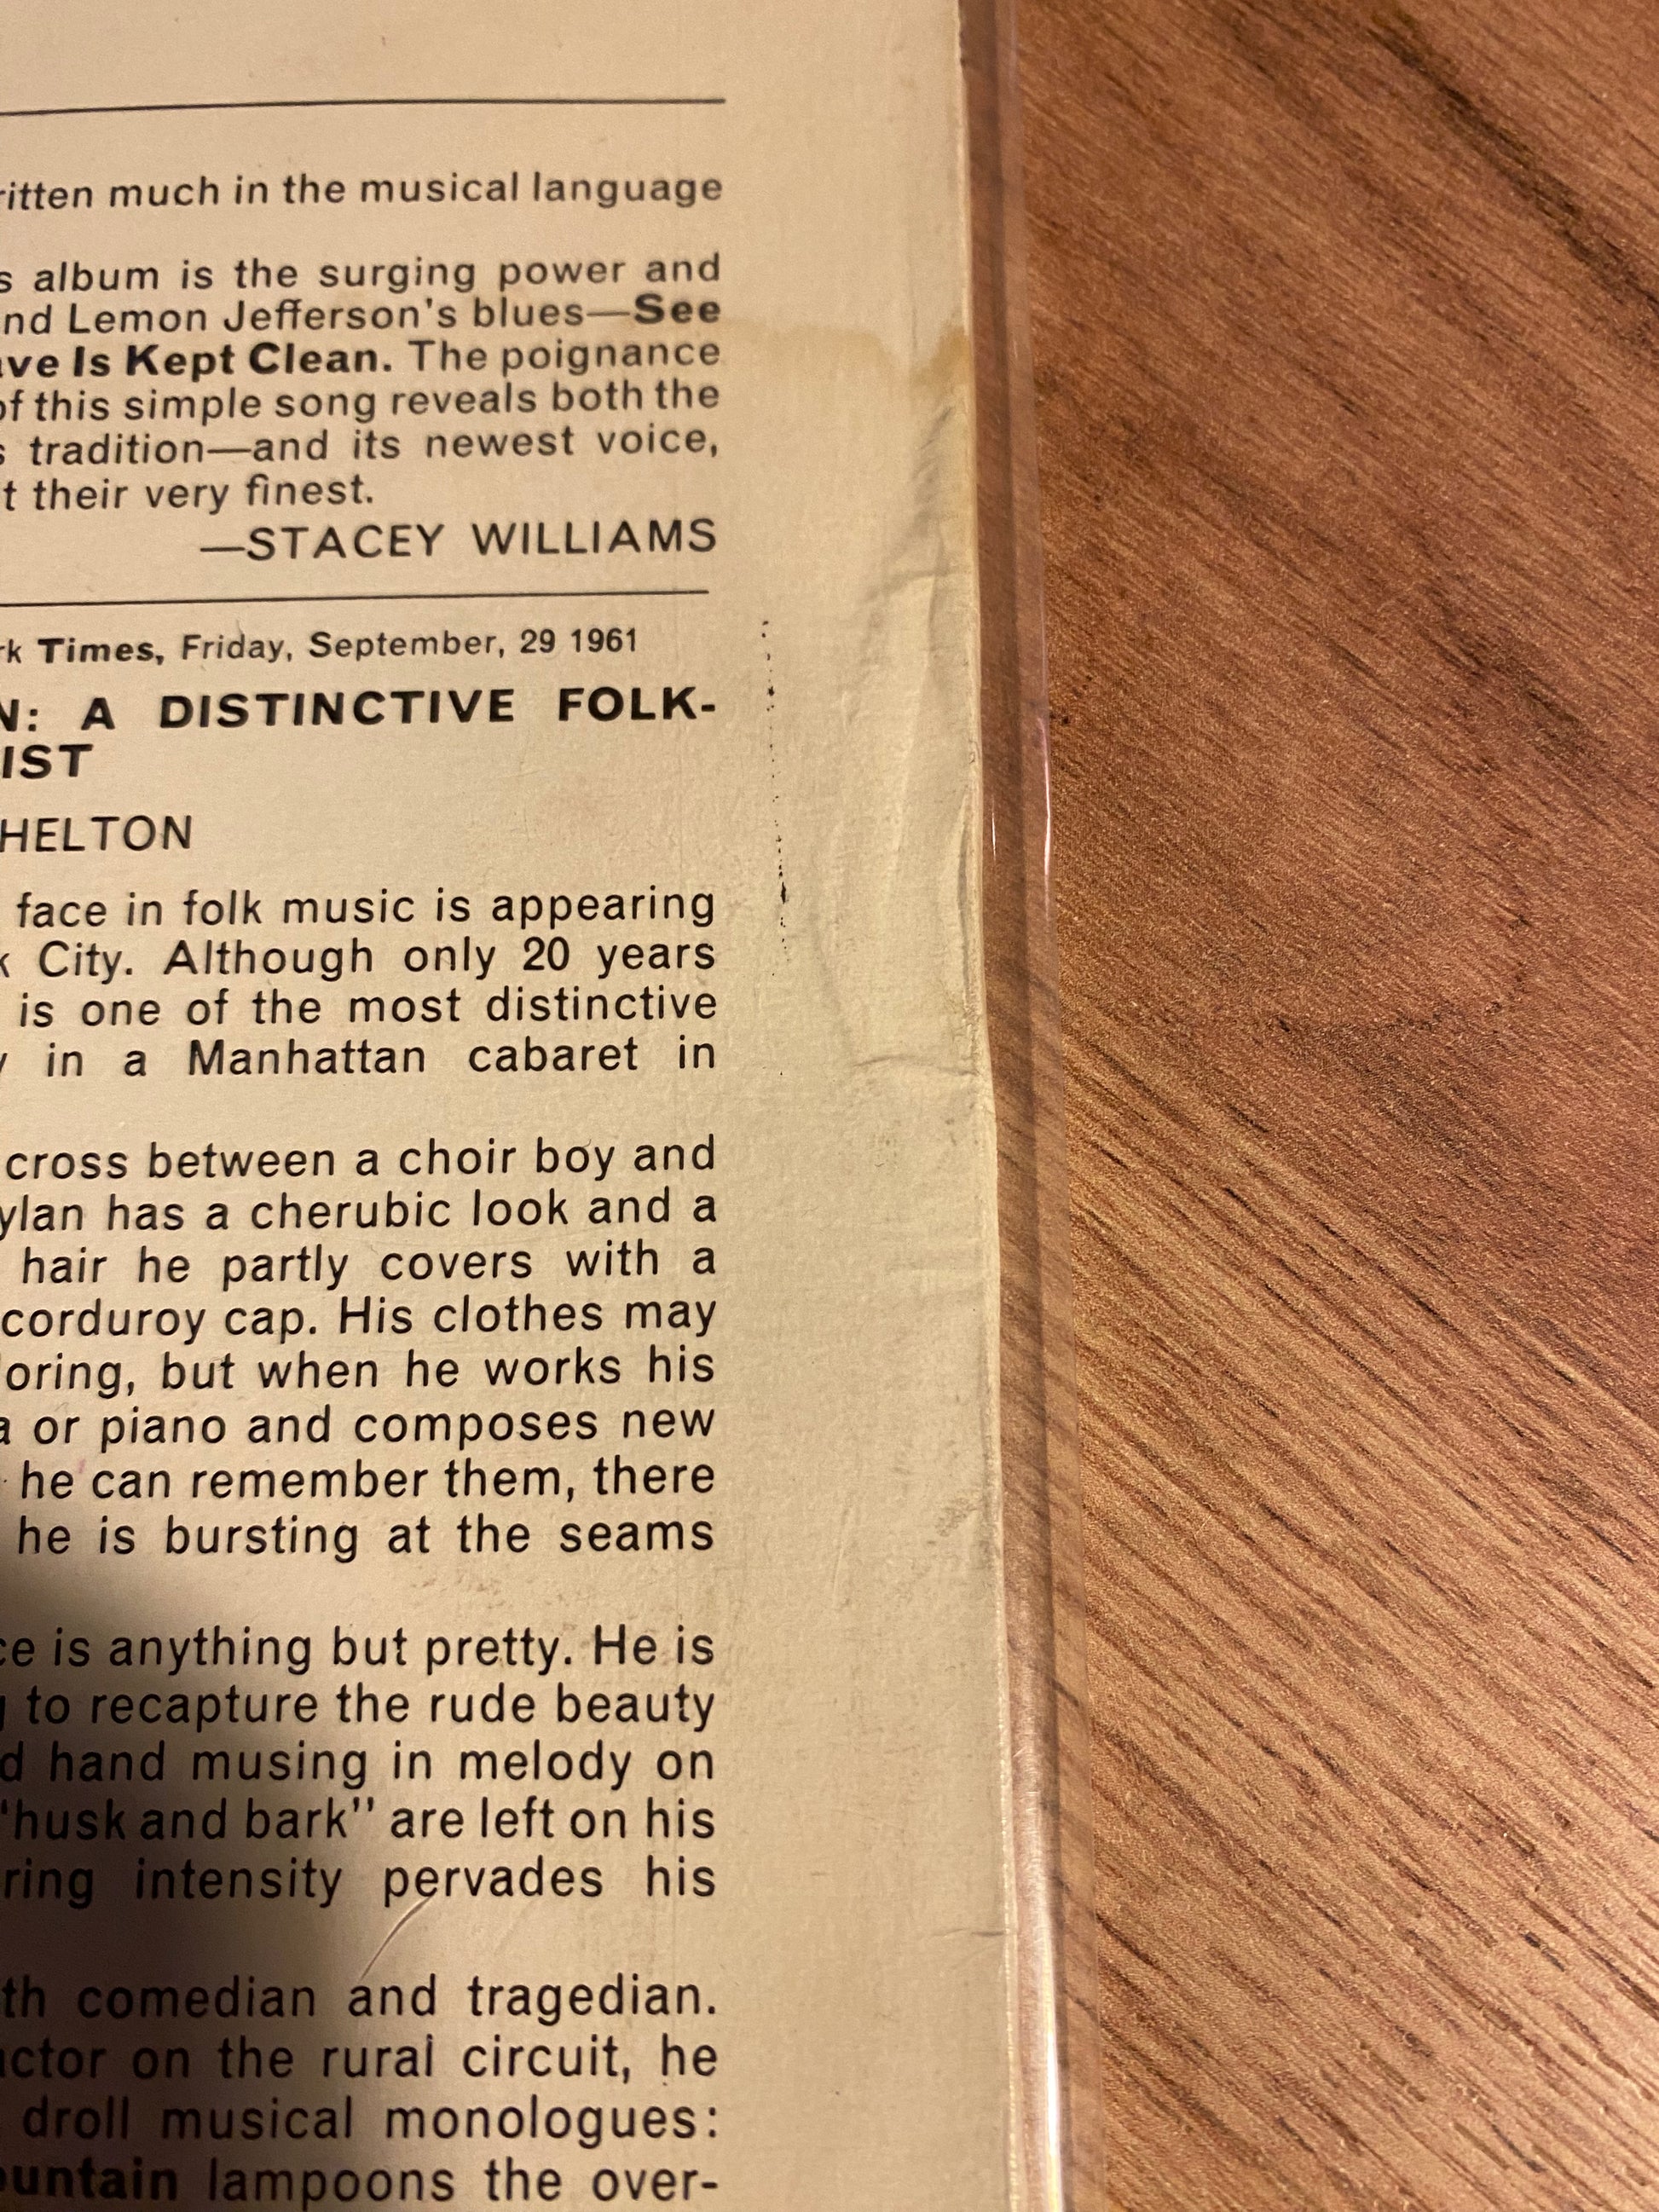 ritten much in the musical language
s album is the surging power and
nd Lemon Jefferson's blues—See
ave Is Kept Clean. The poignance
of this simple song reveals both the
s tradition—and its newest voice,
t their very finest.
—STACEY WILLIAMS
rk Times, Friday, September, 29 1961
N: A DISTINCTIVE FOLK-
IST
HELTON
face in folk music is appearing
k City. Although only 20 years
is one of the most distinctive
y in a Manhattan cabaret in
cross between a choir boy and
ylan has a cherubic look and a
hair he partly covers with a
corduroy cap. His clothes may
loring, but when he works his
a or piano and composes new
he can remember them, there
he is bursting at the seams
ce is anything but pretty. He is
g to recapture the rude beauty
d hand musing in melody on
"husk and bark" are left on his
ring intensity pervades his
th comedian and tragedian.
actor on the rural circuit, he
droll musical monologues:
ountain lampoons the over-